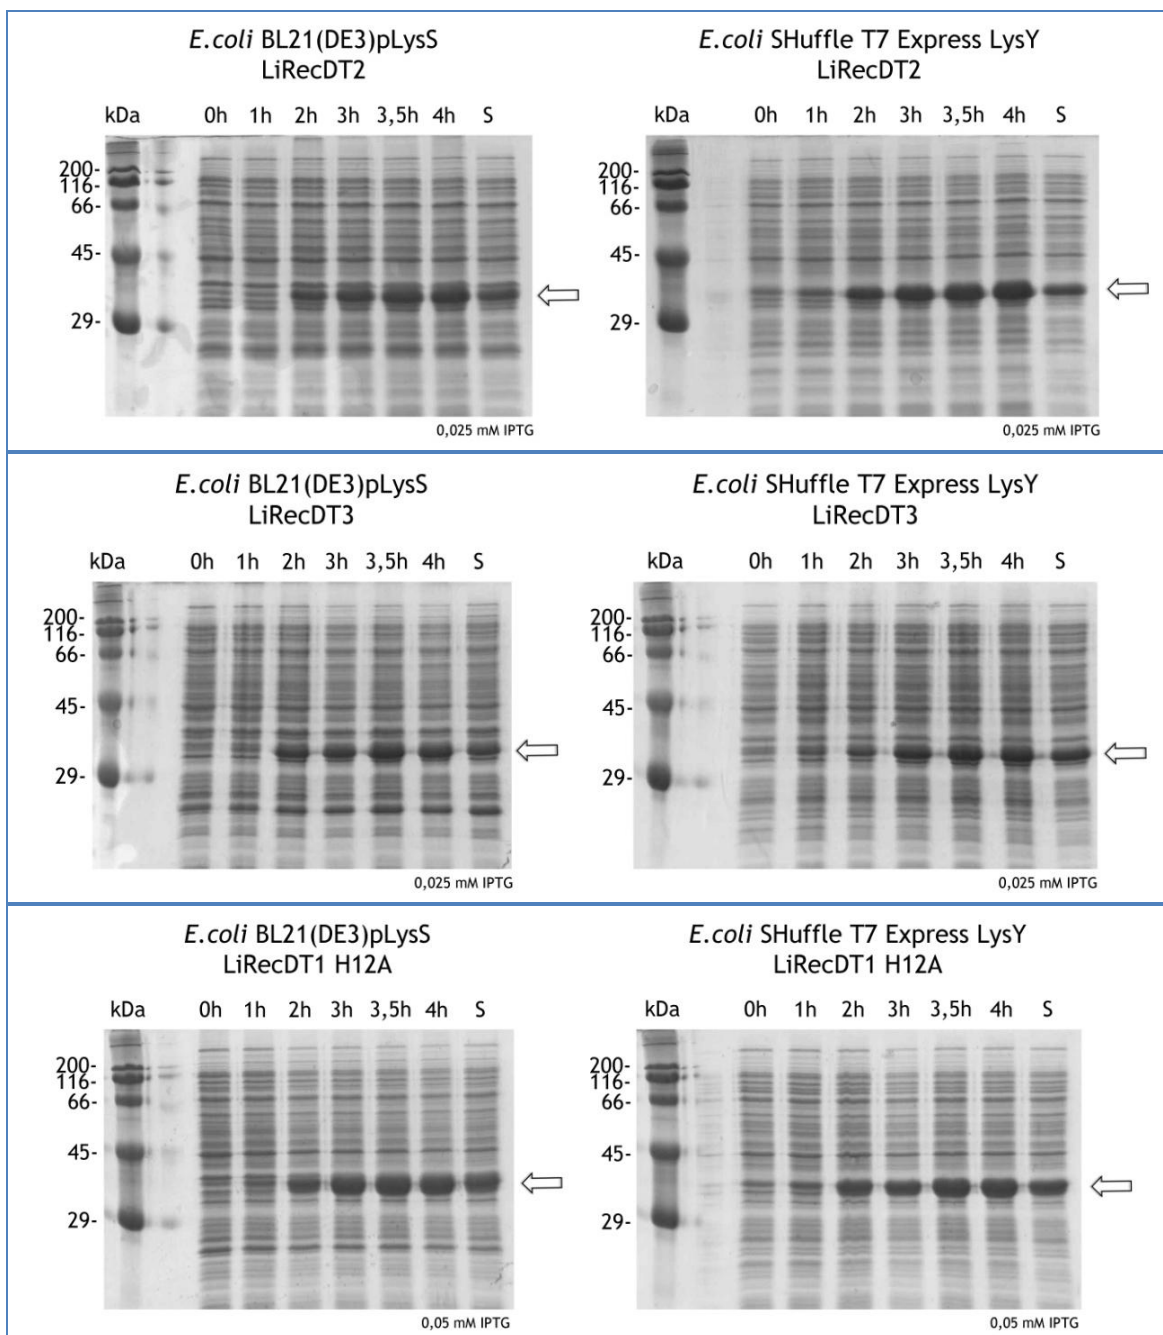 E.coli BL21(DE3)pLysS
LiRecDT2
kDa 0h 1h 2h 3h 3,5h 4h S
200-
116-
66-
45-
29-
0,025 mM IPTG
E.coli SHuffle T7 Express LysY
LiRecDT2
kDa 0h 1h 2h 3h 3,5h 4h S
200-
116-
66-
45-
29-
0,025 mM IPTG
E.coli BL21(DE3)pLysS
LiRecDT3
kDa 0h 1h 2h 3h 3,5h 4h S
200-
116-
66-
45-
29-
0,025 mM IPTG
E.coli SHuffle T7 Express LysY
LiRecDT3
kDa 0h 1h 2h 3h 3,5h 4h S
200-
116-
66-
45-
29-
0,025 mM IPTG
E.coli BL21(DE3)pLysS
LiRecDT1 H12A
kDa 0h 1h 2h 3h 3,5h 4h S
200-
116-
66-
45-
29-
0,05 mM IPTG
E.coli SHuffle T7 Express LysY
LiRecDT1 H12A
kDa 0h 1h 2h 3h 3,5h 4h S
200-
116-
66-
45-
29-
0,05 mM IPTG